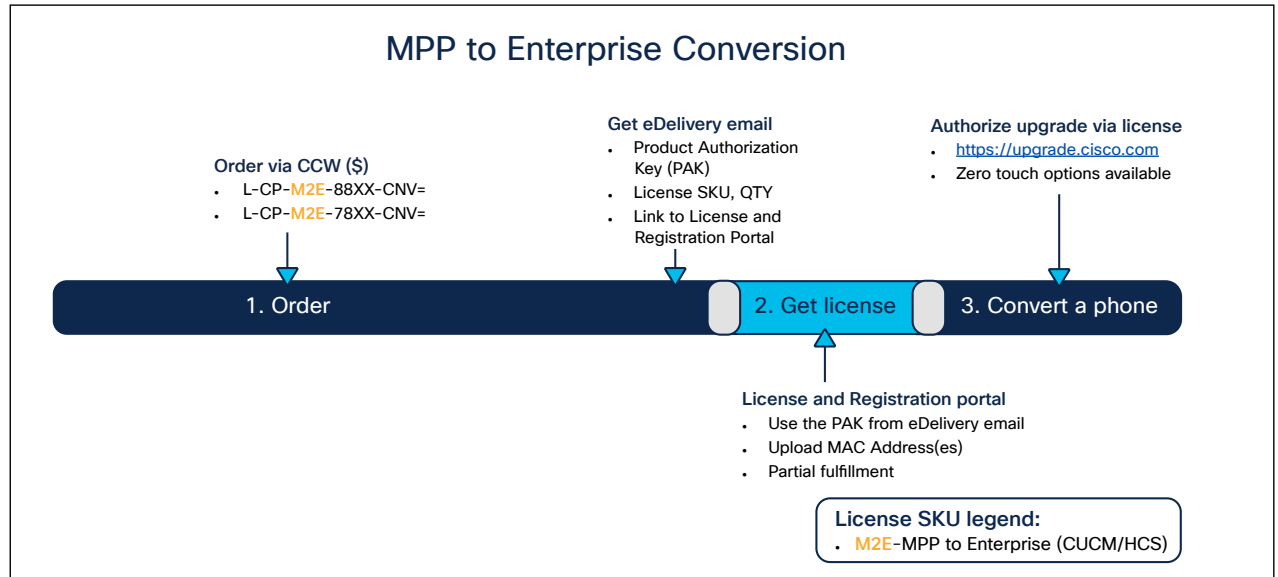 MPP to Enterprise Conversion
Order via CCW ($)
• L-CP-M2E-88XX-CNV=
• L-CP-M2E-78XX-CNV=
Get eDelivery email
• Product Authorization
Key (PAK)
• License SKU, QTY
• Link to License and
Registration Portal
Authorize upgrade via license
• https://upgrade.cisco.com
• Zero touch options available
1. Order
2. Get license
3. Convert a phone
License and Registration portal
• Use the PAK from eDelivery email
• Upload MAC Address(es)
• Partial fulfillment
License SKU legend:
• M2E-MPP to Enterprise (CUCM/HCS)